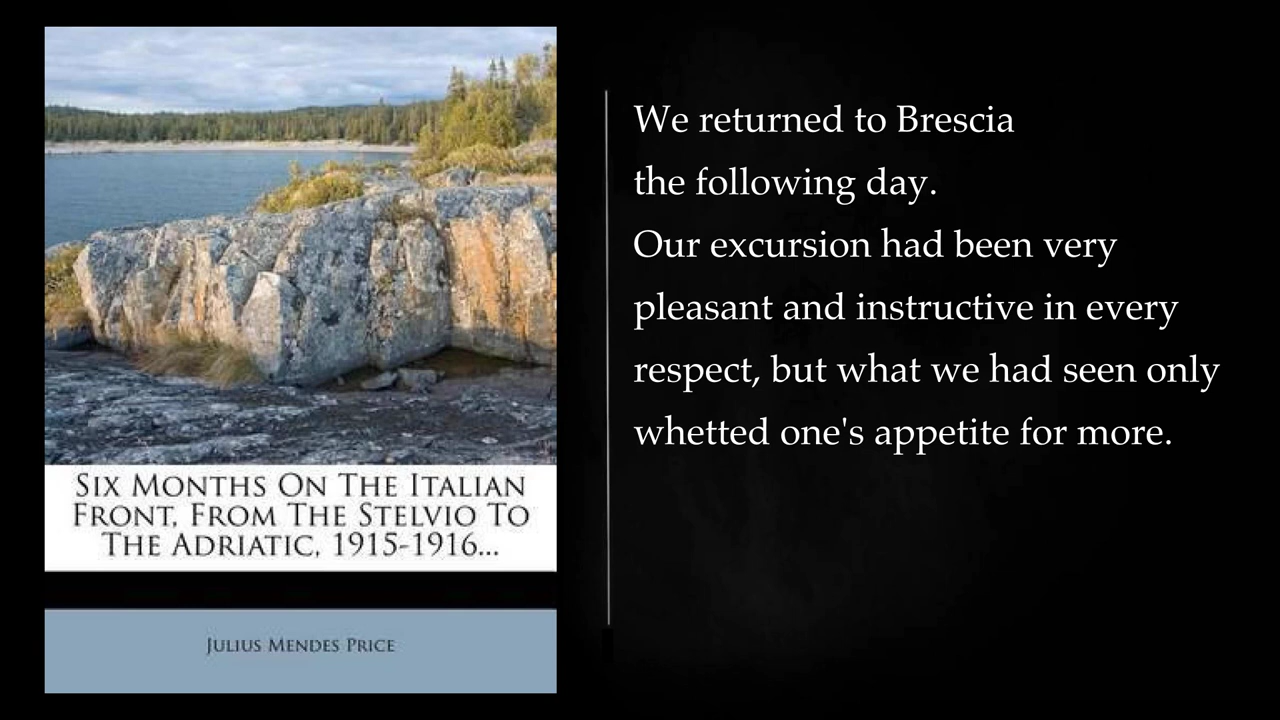 Six Months On The Italian
Front, From The Stelvio To
The Adriatic, 1915-1916...
Julius Mendes Price
We returned to Brescia
the following day.
Our excursion had been very
pleasant and instructive in every
respect, but what we had seen only
whetted one's appetite for more.